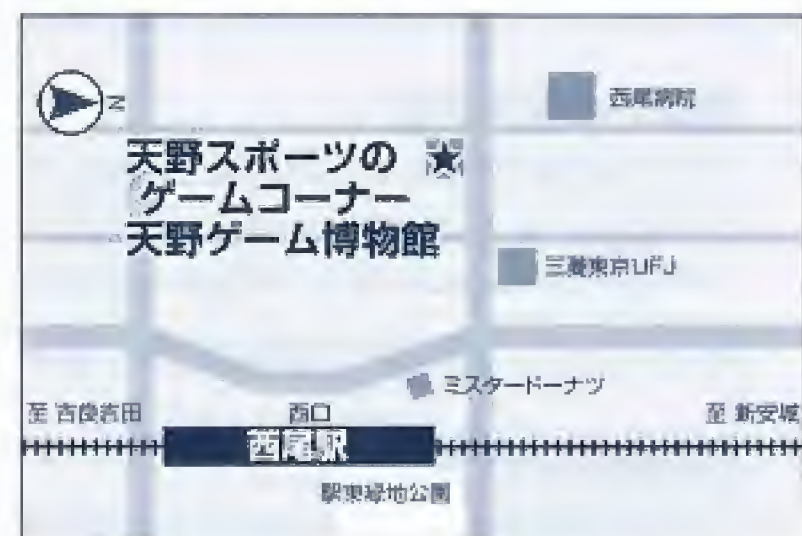 N
西尾病院
天野スポーツの
ゲームコーナー
天野ゲーム博物館
三菱東京UFJ
ミスタードーナツ
至 吉良吉田
西口
至 新安城
西尾駅
駅東緑地公園